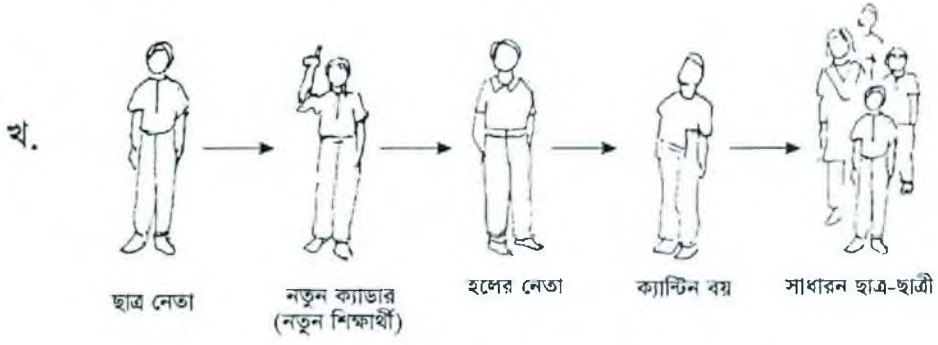 খ.
ছাত্র নেতা
নতুন ক্যাডার
(নতুন শিক্ষার্থী)
হলের নেতা
ক্যান্টিন বয়
সাধারন ছাত্র-ছাত্রী